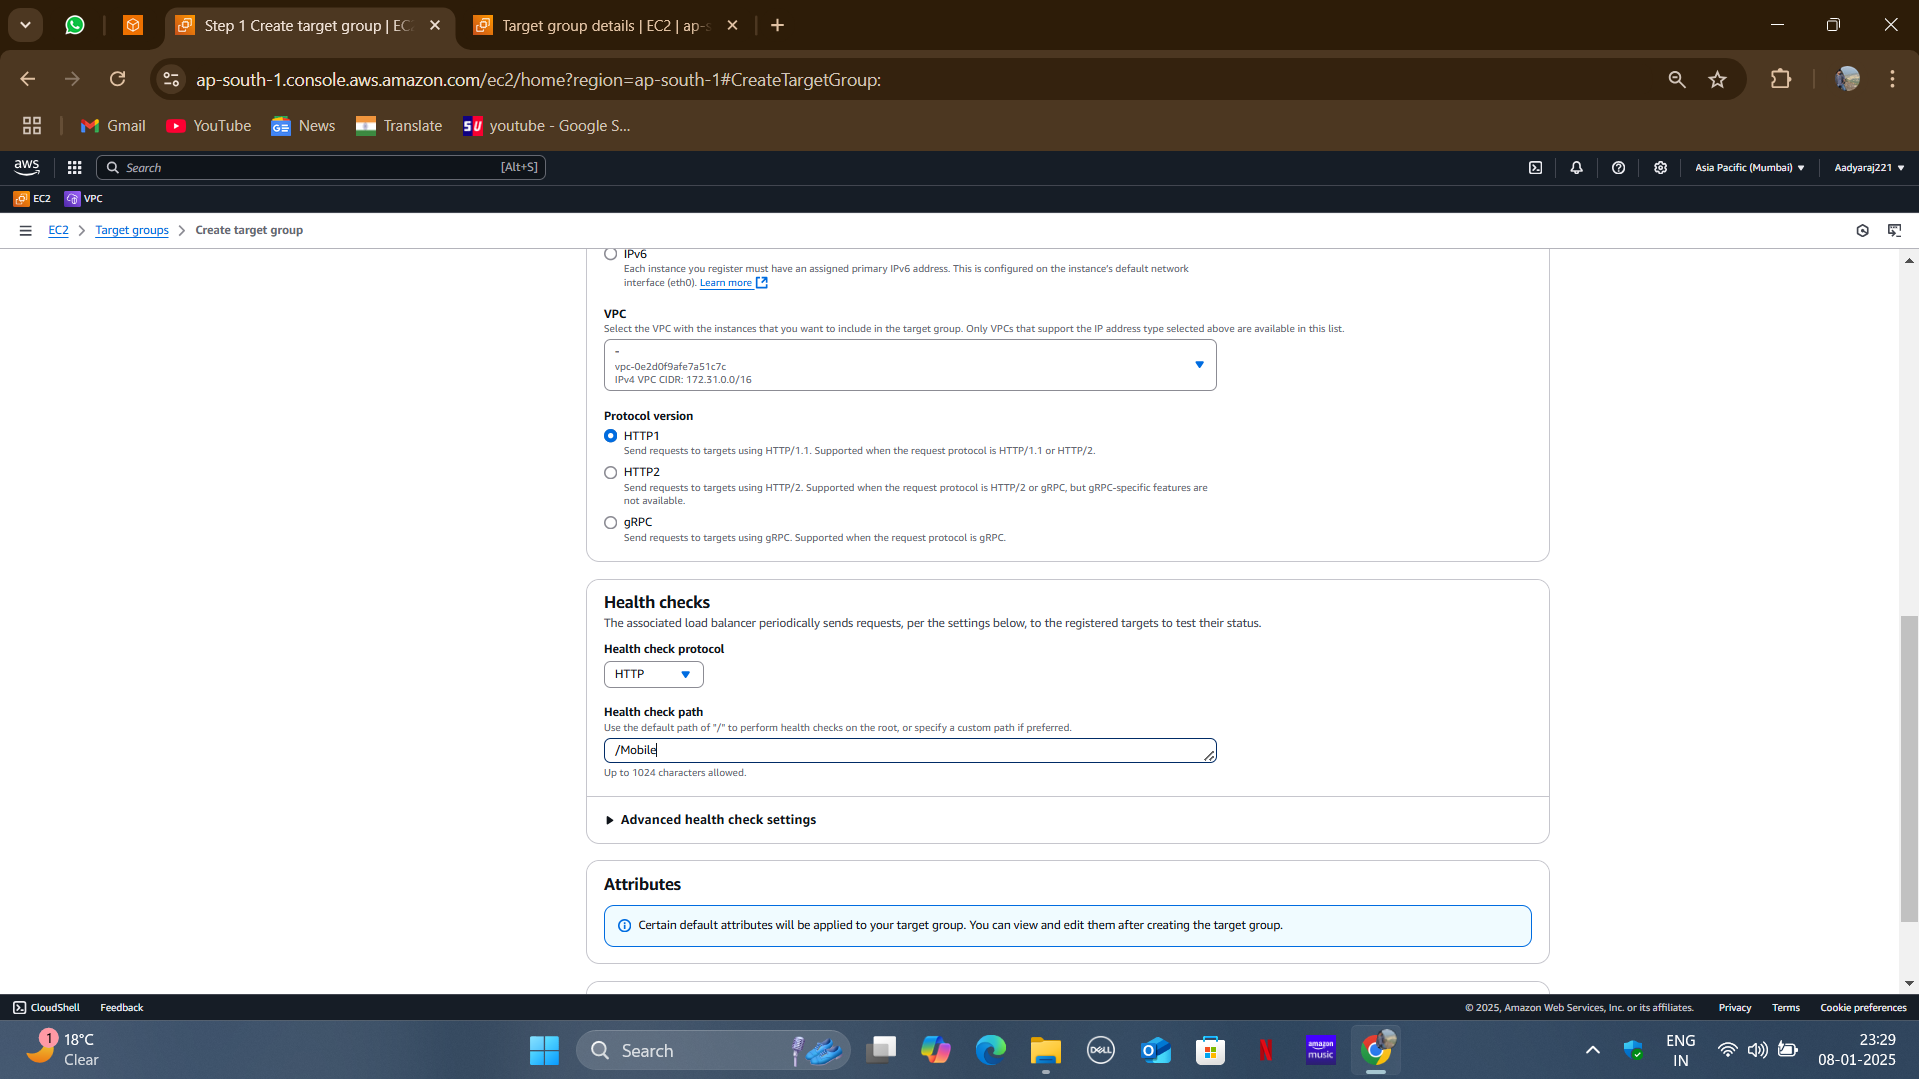 Step 1 Create target group | EC
Target group details | EC2 | ap-s
ap-south-1.console.aws.amazon.com/ec2/home?region=ap-south-1#CreateTargetGroup:
Gmail
YouTube
News
Translate
SU youtube - Google S...
aws
Search
[Alt+S]
Asia Pacific (Mumbai)
Aadyaraj221
EC2
VPC
EC2
Target groups
Create target group
IPv6
Each instance you register must have an assigned primary IPv6 address. This is configured on the instance's default network
interface (eth0). Learn more
VPC
Select the VPC with the instances that you want to include in the target group. Only VPCs that support the IP address type selected above are available in this list.
-
vpc-0e2d0f9afe7a51c7c
IPv4 VPC CIDR: 172.31.0.0/16
Protocol version
HTTP1
Send requests to targets using HTTP/1.1. Supported when the request protocol is HTTP/1.1 or HTTP/2.
HTTP2
Send requests to targets using HTTP/2. Supported when the request protocol is HTTP/2 or gRPC, but gRPC-specific features are
not available.
gRPC
Send requests to targets using gRPC. Supported when the request protocol is gRPC.
Health checks
The associated load balancer periodically sends requests, per the settings below, to the registered targets to test their status.
Health check protocol
HTTP
Health check path
Use the default path of "/" to perform health checks on the root, or specify a custom path if preferred.
/Mobile
Up to 1024 characters allowed.
Advanced health check settings
Attributes
Certain default attributes will be applied to your target group. You can view and edit them after creating the target group.
CloudShell
Feedback
© 2025, Amazon Web Services, Inc. or its affiliates.
Privacy
Terms
Cookie preferences
1
18°C
Clear
Search
DELL
amazon
music
ENG
IN
23:29
08-01-2025